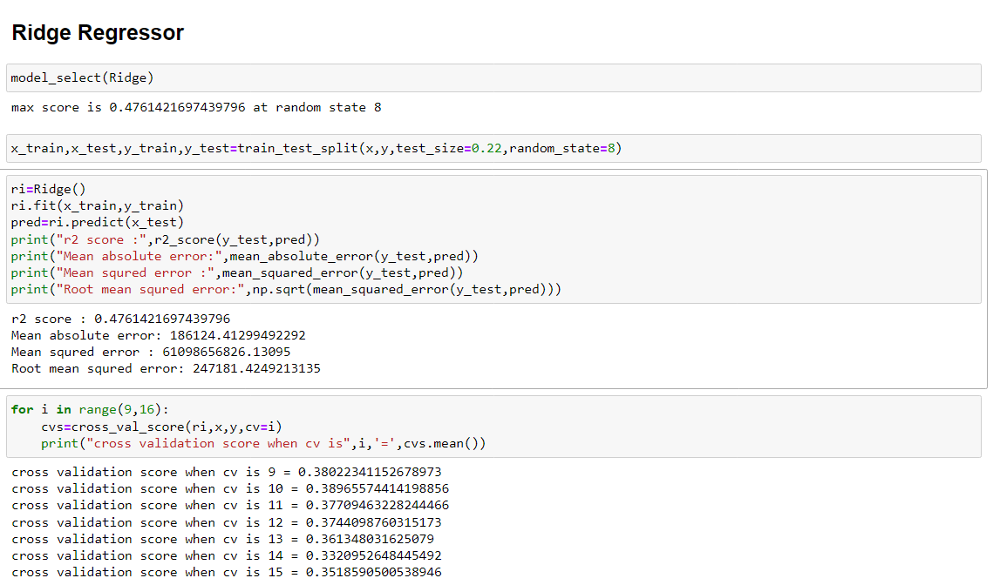 Ridge Regressor
model_select(Ridge)
max score is 0.4761421697439796 at random state 8
x_train,x_test,y_train,y_test=train_test_split(x,y,test_size=0.22,random_state=8)
ri=Ridge()
ri.fit(x_train,y_train)
pred=ri.predict(x_test)
print("r2 score :",r2_score(y_test,pred))
print("Mean absolute error:",mean_absolute_error(y_test,pred))
print("Mean squred error :",mean_squared_error(y_test,pred))
print("Root mean squred error:",np.sqrt(mean_squared_error(y_test,pred)))
r2 score : 0.4761421697439796
Mean absolute error: 186124.41299492292
Mean squred error : 61098656826.13095
Root mean squred error: 247181.4249213135
for i in range(9,16):
    cvs=cross_val_score(ri,x,y,cv=i)
    print("cross validation score when cv is",i,'=',cvs.mean())
cross validation score when cv is 9 = 0.38022341152678973
cross validation score when cv is 10 = 0.38965574414198856
cross validation score when cv is 11 = 0.37709463228244466
cross validation score when cv is 12 = 0.3744098760315173
cross validation score when cv is 13 = 0.361348031625079
cross validation score when cv is 14 = 0.3320952648445492
cross validation score when cv is 15 = 0.3518590500538946